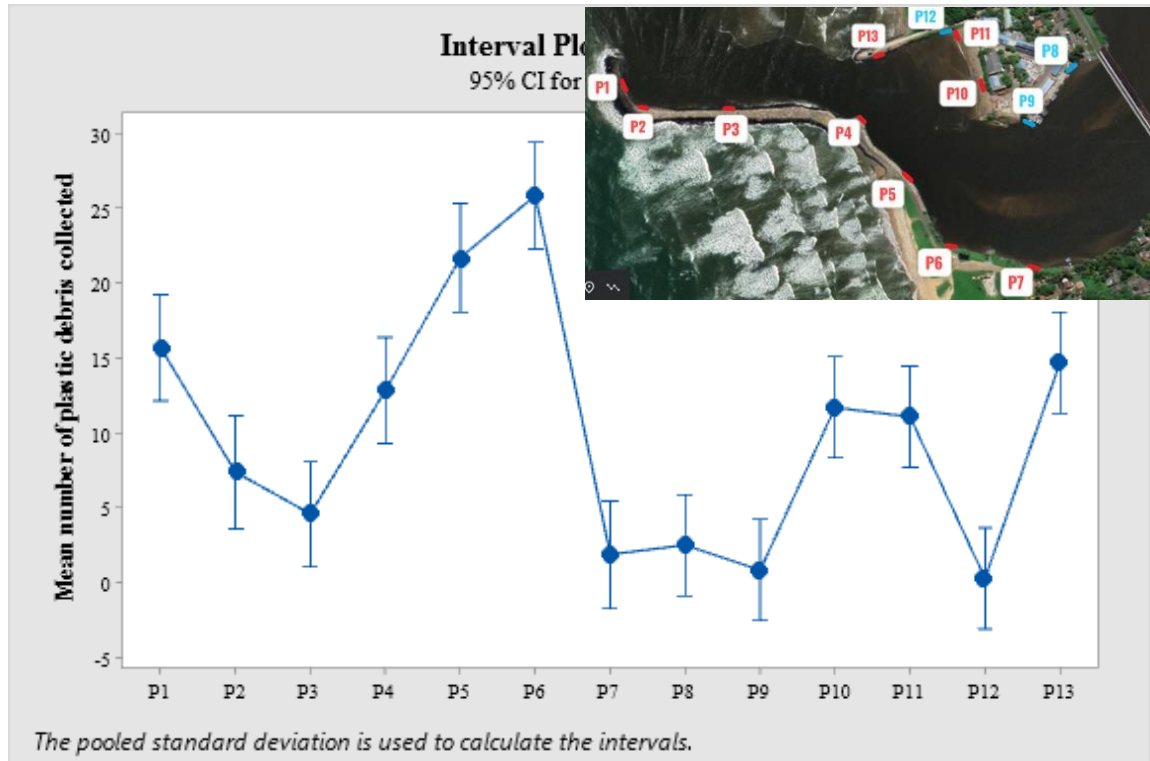 Interval Plo
95% CI for
P12
P13
P11
P8
P1
P10
P9
P2
P3
P4
P5
P6
P7
Mean number of plastic debris collected
30
25
20
15
10
5
0
-5
P1 P2 P3 P4 P5 P6 P7 P8 P9 P10 P11 P12 P13
The pooled standard deviation is used to calculate the intervals.